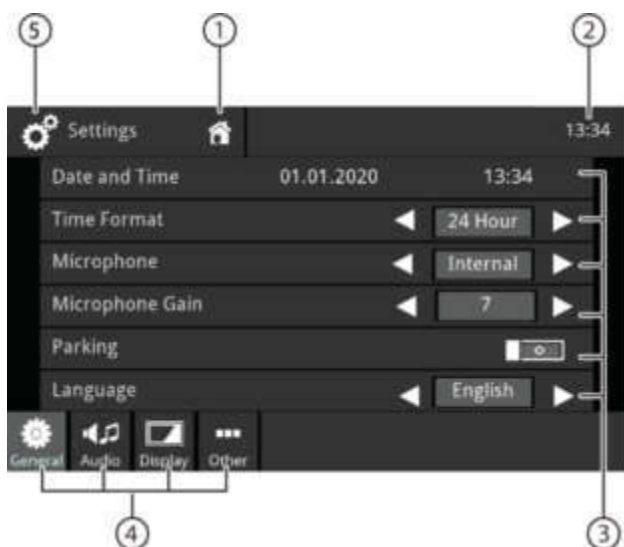 5 1 2
Settings 13:34
Date and Time 01.01.2020 13:34
Time Format 24 Hour
Microphone Internal
Microphone Gain 7
Parking
Language English
General Audio Display Other
4 3